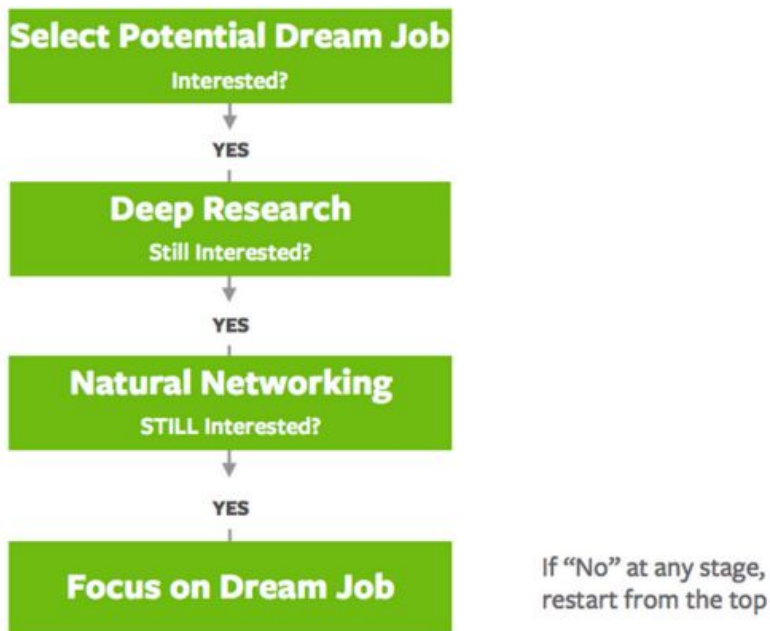 Select Potential Dream Job
Interested?
YES
Deep Research
Still Interested?
YES
Natural Networking
STILL Interested?
YES
Focus on Dream Job
If “No” at any stage,
restart from the top